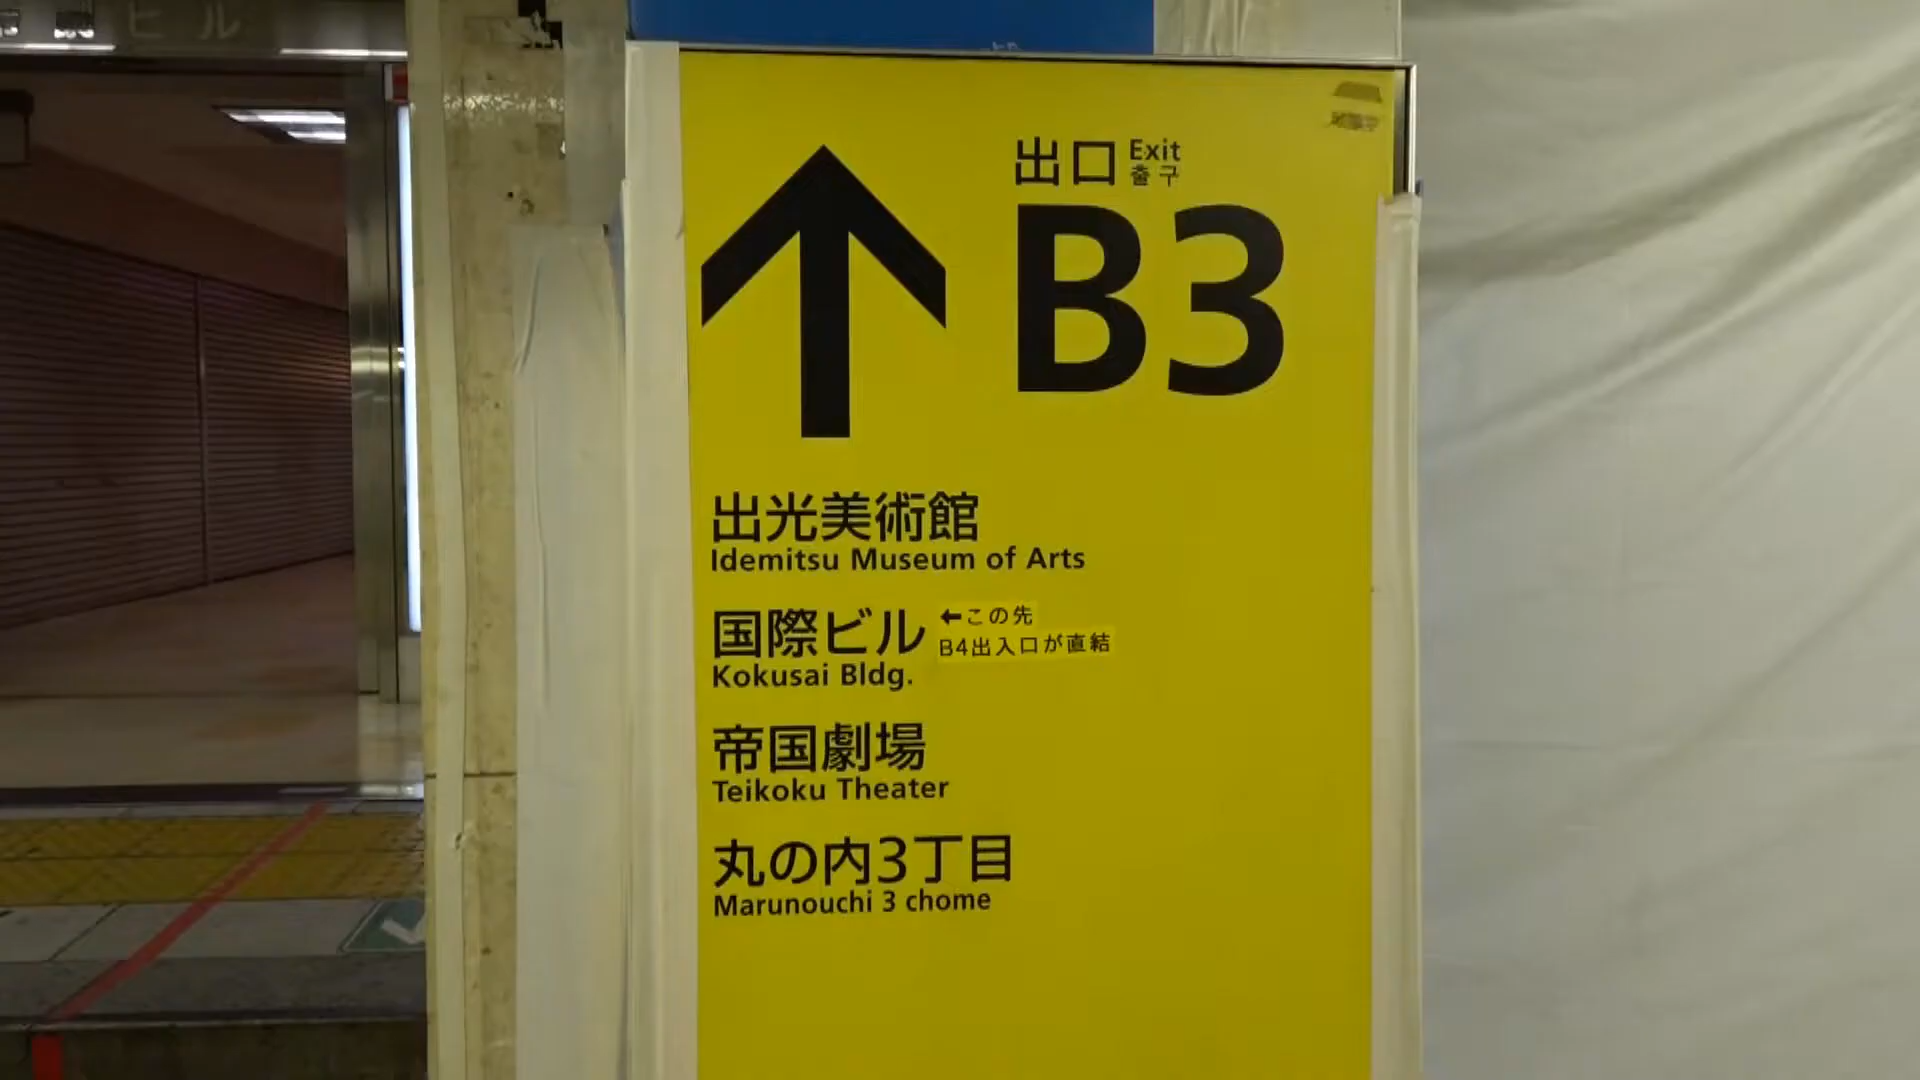 ビル
出口 Exit
출구
B3
出光美術館
Idemitsu Museum of Arts
国際ビル
Kokusai Bldg.
←この先
B4出入口が直結
帝国劇場
Teikoku Theater
丸の内3丁目
Marunouchi 3 chome